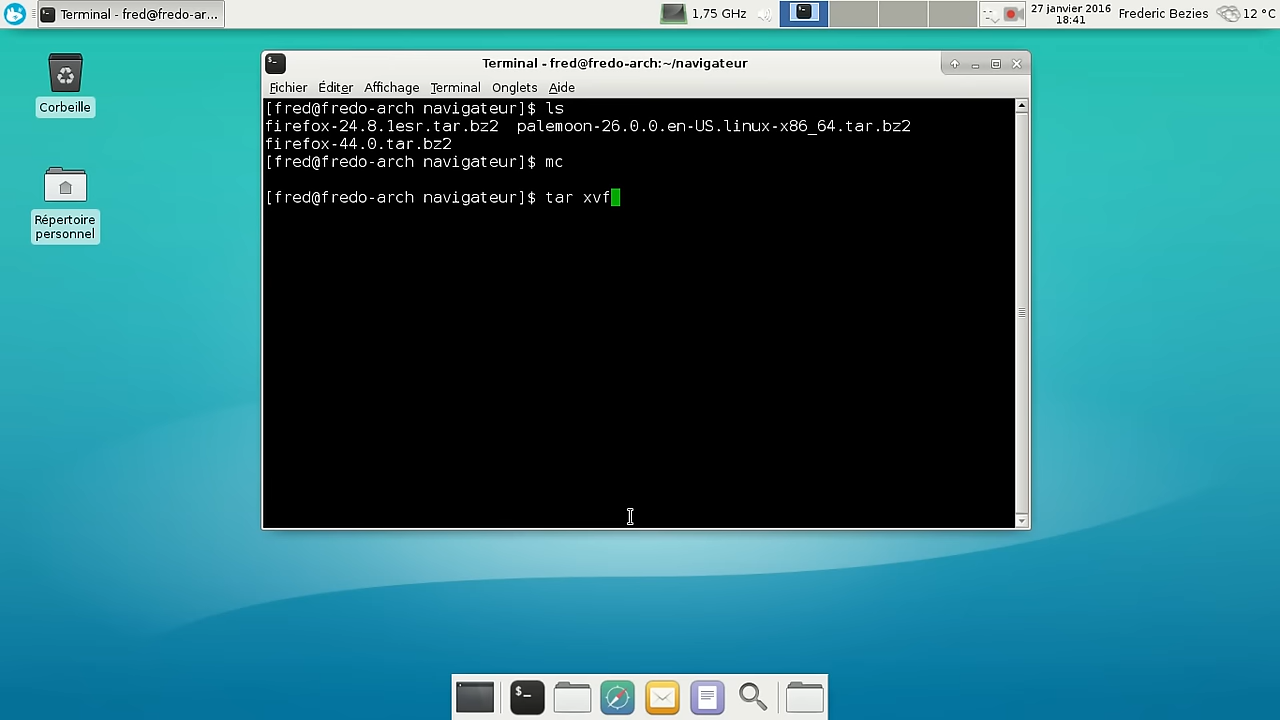 Terminal - fred@fredo-ar...
1,75 GHz
27 janvier 2016
18:41
Frederic Bezies
12 °C
Corbeille
Répertoire
personnel
Terminal - fred@fredo-arch:~/navigateur
Fichier Éditer Affichage Terminal Onglets Aide
[fred@fredo-arch navigateur]$ ls
firefox-24.8.1esr.tar.bz2  palemoon-26.0.0.en-US.linux-x86_64.tar.bz2
firefox-44.0.tar.bz2
[fred@fredo-arch navigateur]$ mc
[fred@fredo-arch navigateur]$ tar xvf
$-